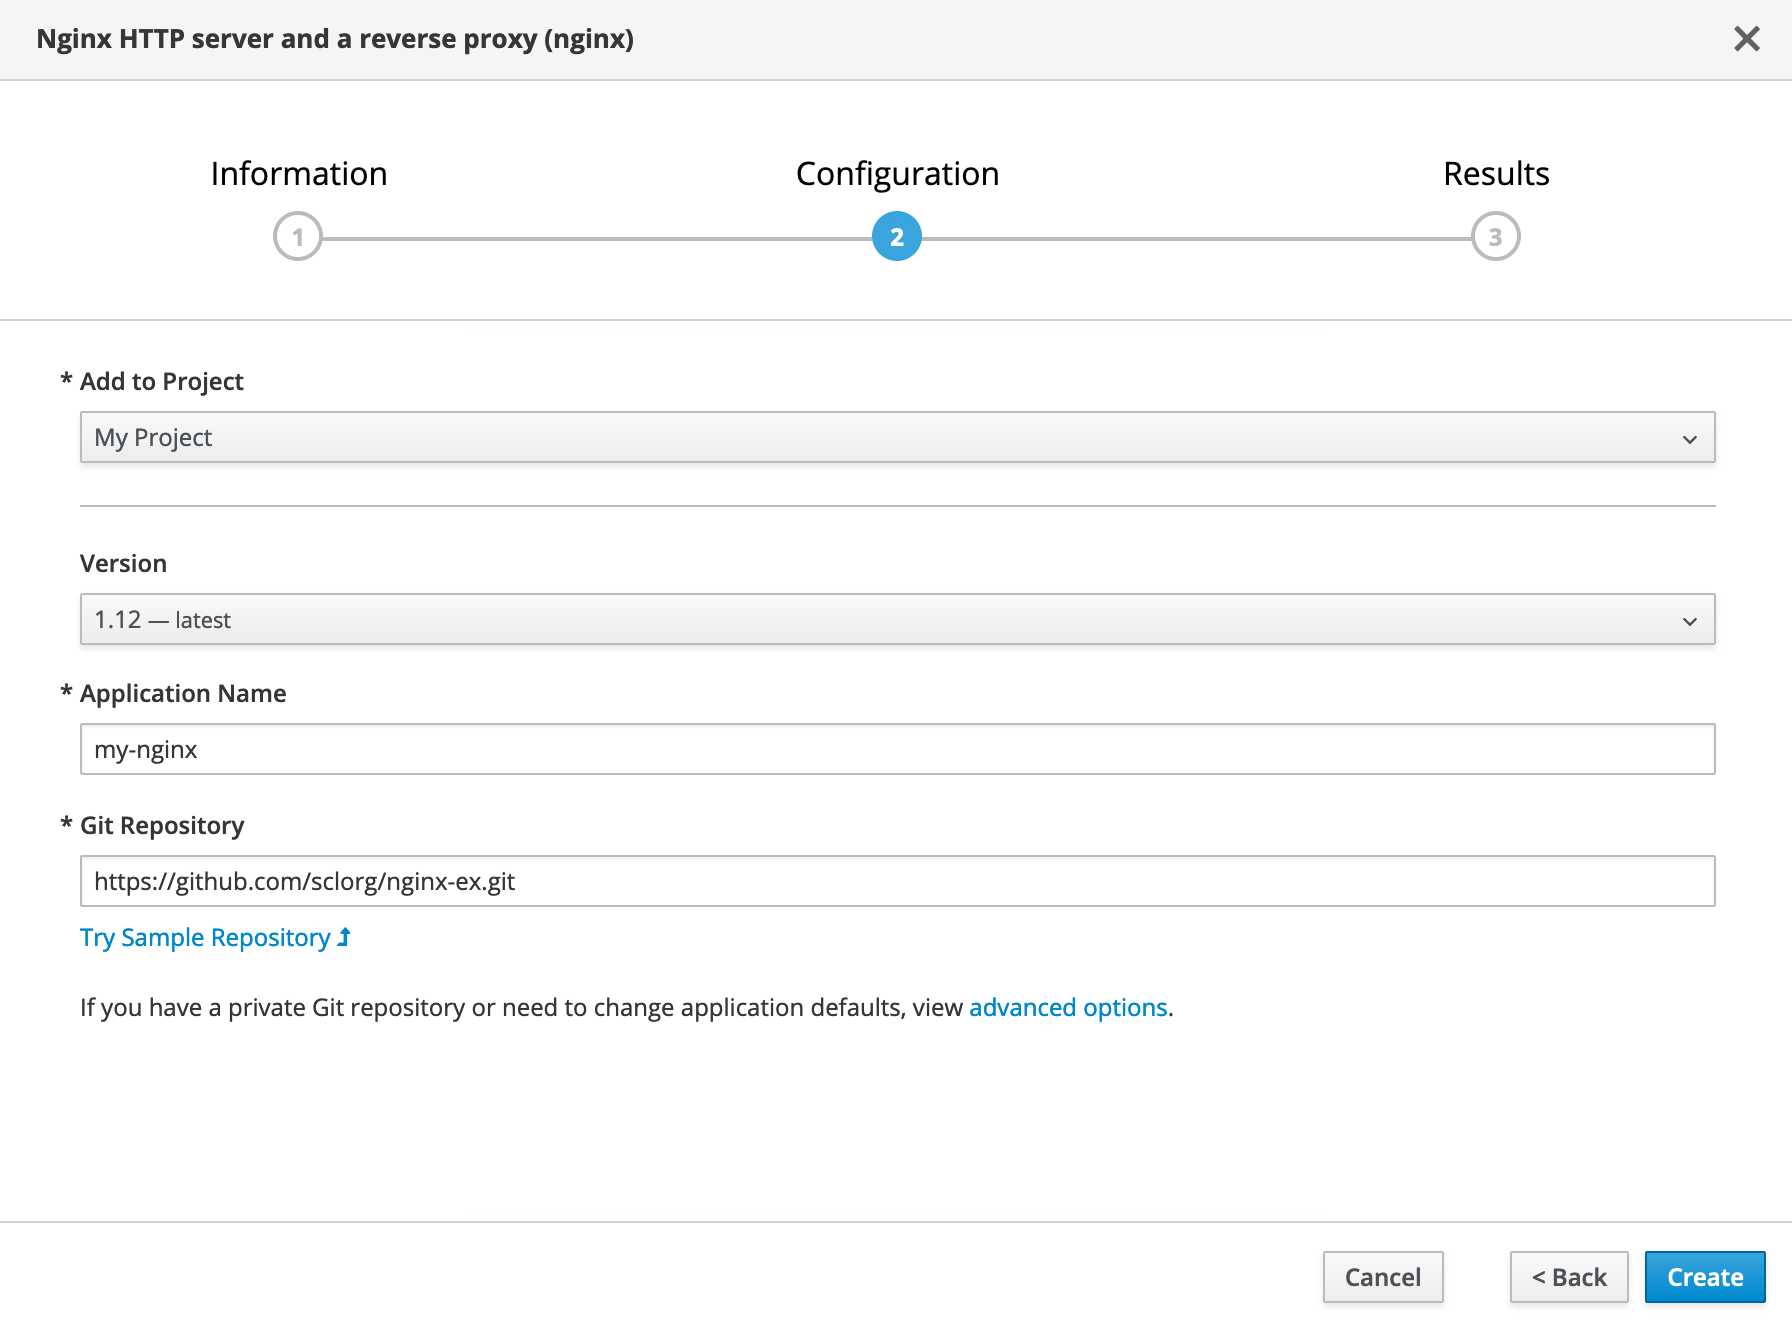 Nginx HTTP server and a reverse proxy (nginx)
Information
Configuration
Results
1
2
3
* Add to Project
My Project
Version
1.12 — latest
* Application Name
my-nginx
* Git Repository
https://github.com/sclorg/nginx-ex.git
Try Sample Repository
If you have a private Git repository or need to change application defaults, view advanced options.
Cancel
< Back
Create